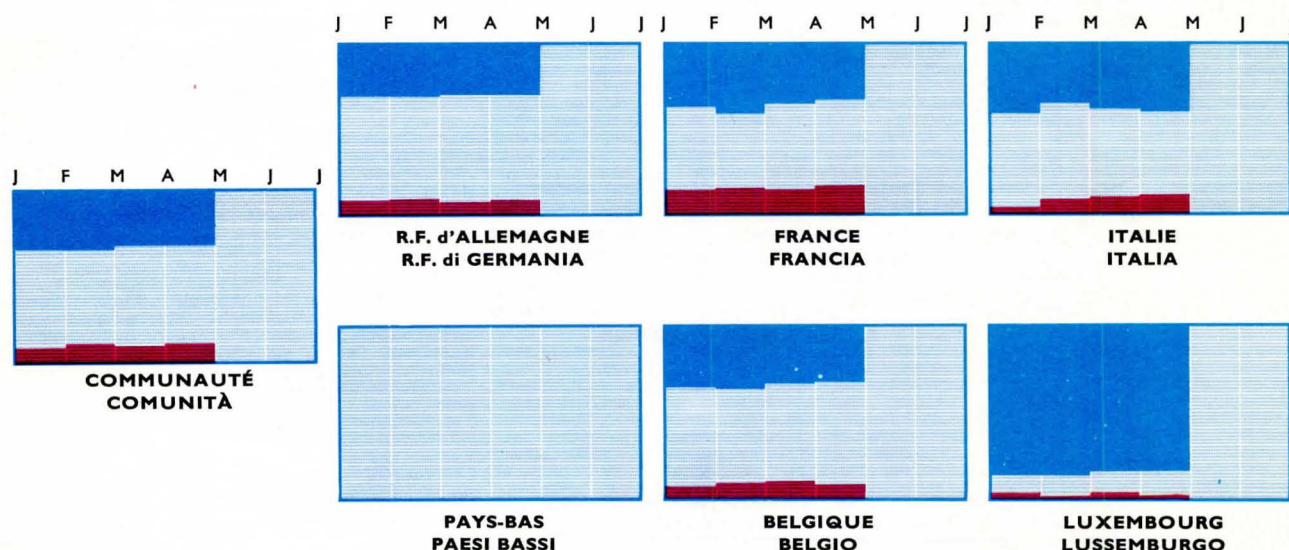 J F M A M J J
J F M A M J J
J F M A M J
R.F. d'ALLEMAGNE
R.F. di GERMANIA
FRANCE
FRANCIA
ITALIE
ITALIA
J F M A M J J
COMMUNAUTÉ
COMUNITÀ
PAYS-BAS
PAESI BASSI
BELGIQUE
BELGIO
LUXEMBOURG
LUSSEMBURGO